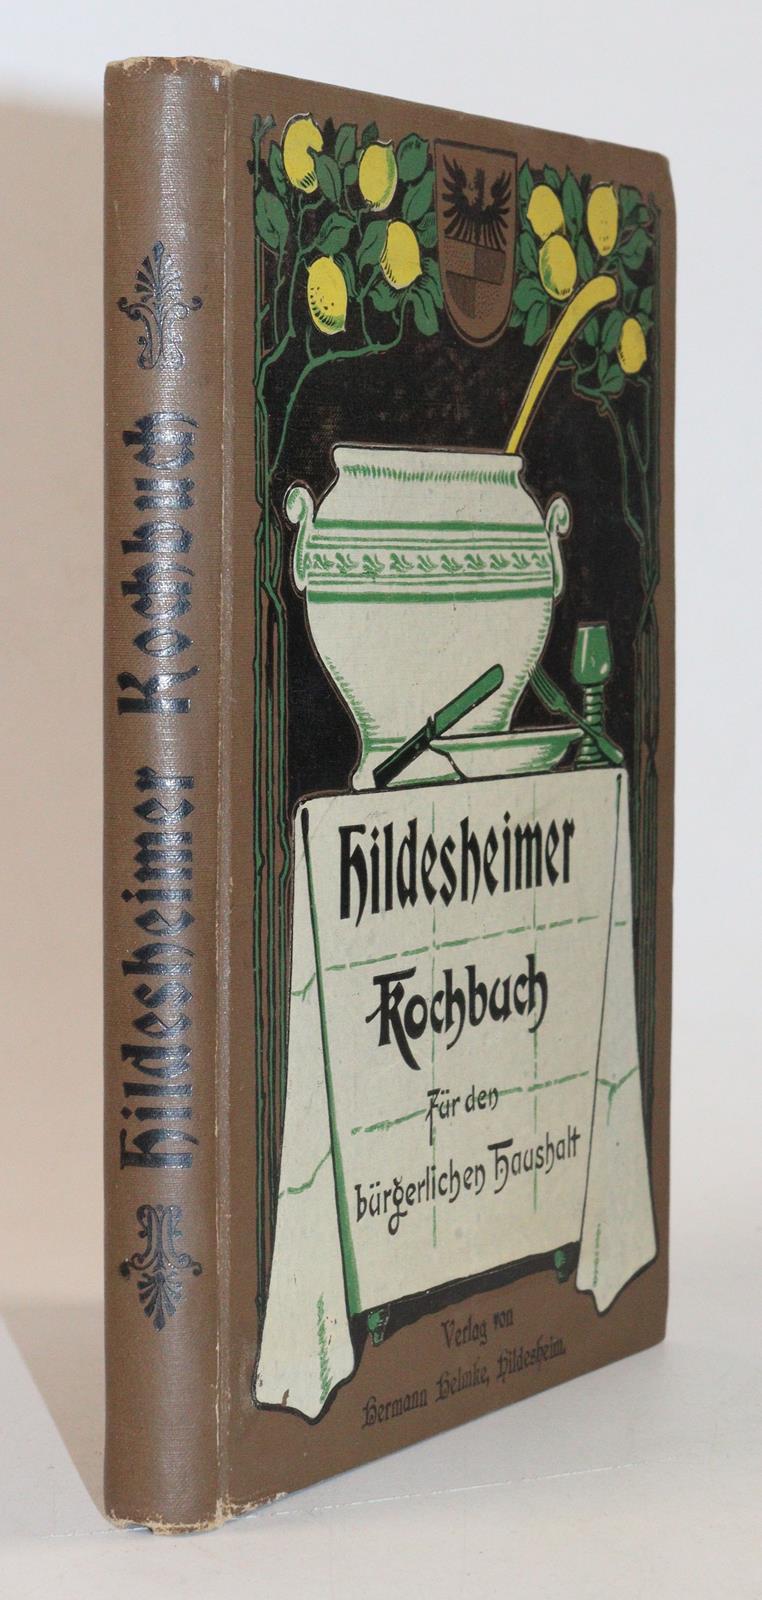 Hildesheimer Kochbuch
Hildesheimer
Kochbuch
Für den
bürgerlichen Haushalt
Verlag von
Hermann Helmke, Hildesheim.